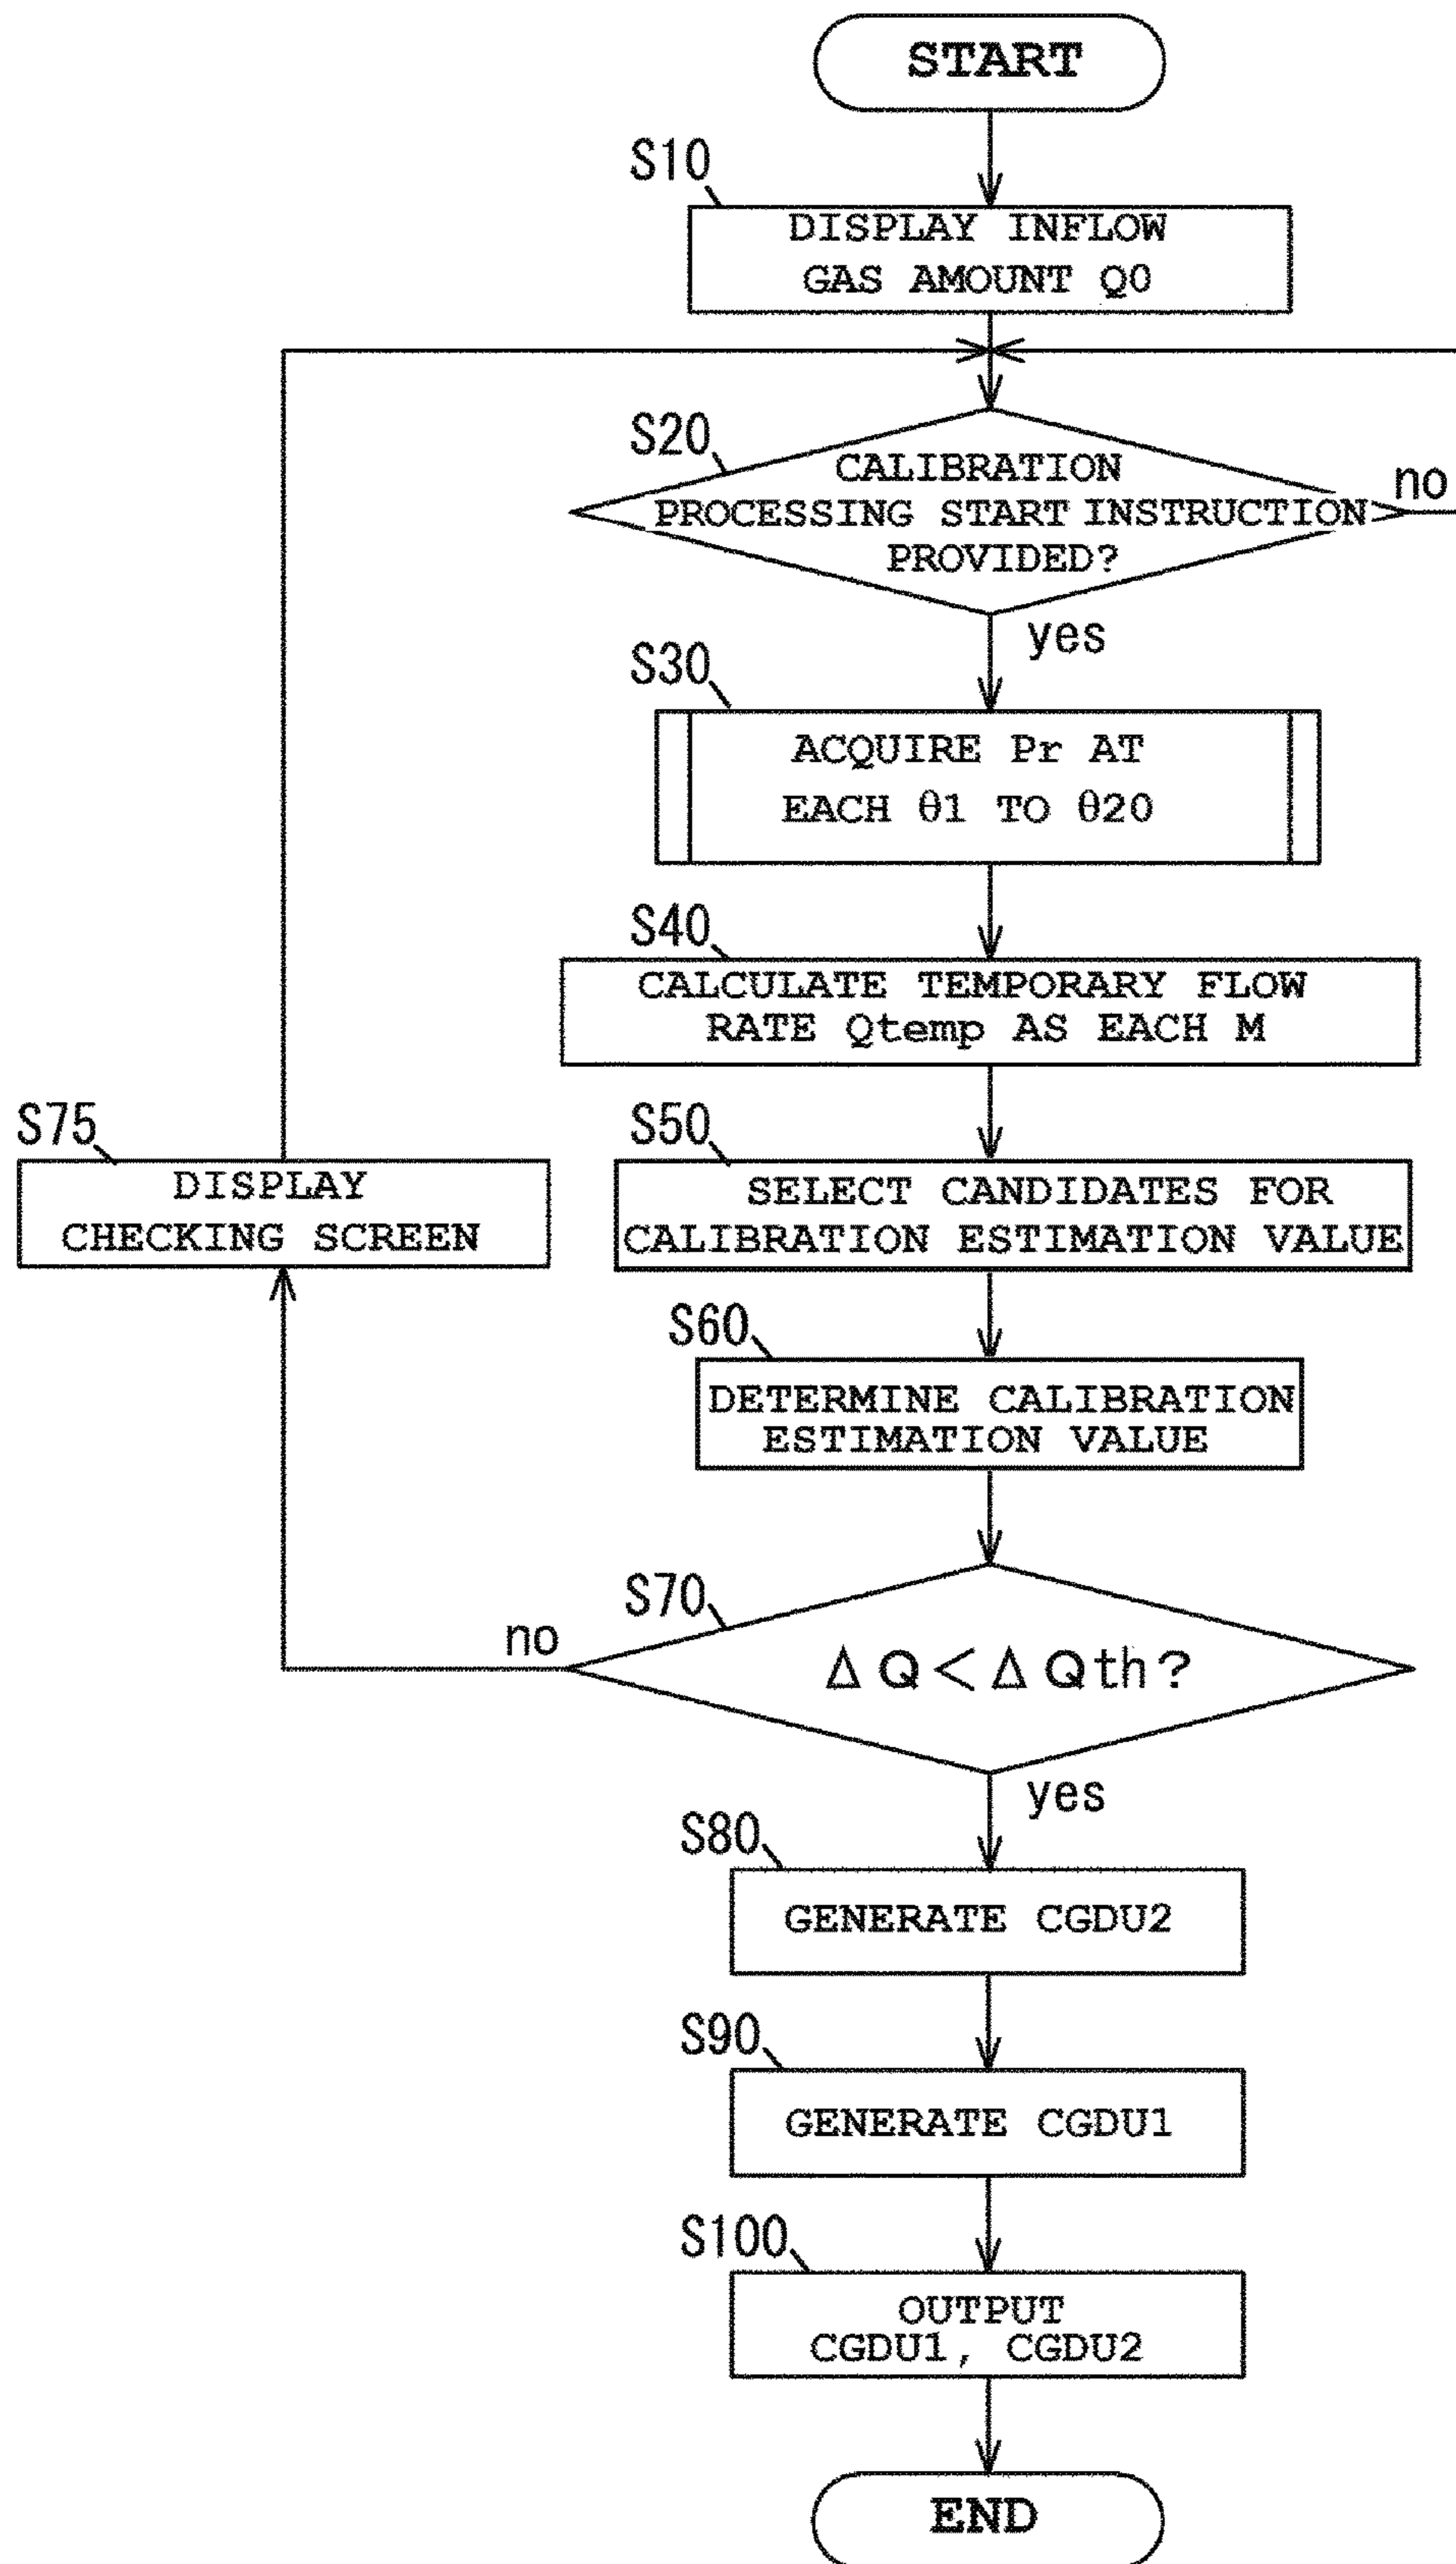 START
S10
DISPLAY INFLOW
GAS AMOUNT Q0
S20
CALIBRATION
PROCESSING START INSTRUCTION
PROVIDED?
no
yes
S30
ACQUIRE Pr AT
EACH θ1 TO θ20
S40
CALCULATE TEMPORARY FLOW
RATE Qtemp AS EACH M
S75
DISPLAY
CHECKING SCREEN
S50
SELECT CANDIDATES FOR
CALIBRATION ESTIMATION VALUE
S60
DETERMINE CALIBRATION
ESTIMATION VALUE
S70
no
ΔQ<ΔQth?
yes
S80
GENERATE CGDU2
S90
GENERATE CGDU1
S100
OUTPUT
CGDU1, CGDU2
END